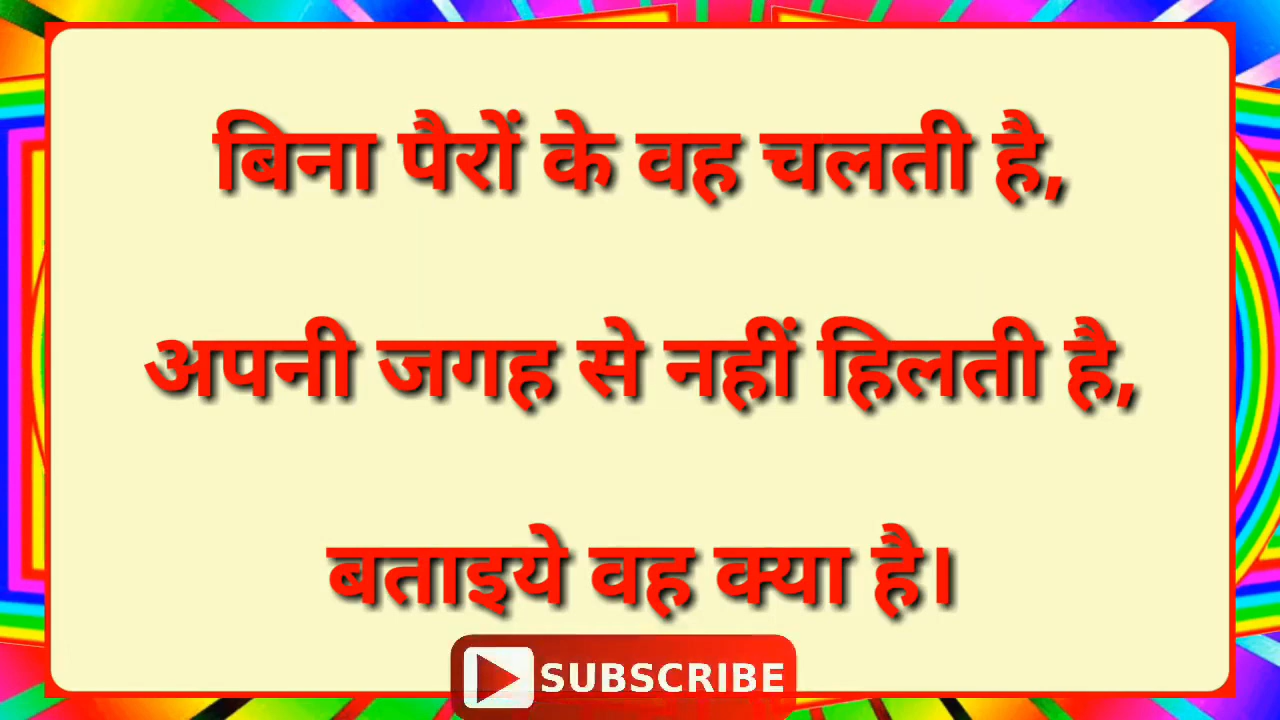 बिना पैरों के वह चलती है,
अपनी जगह से नहीं हिलती है,
बताइये वह क्या है।
SUBSCRIBE